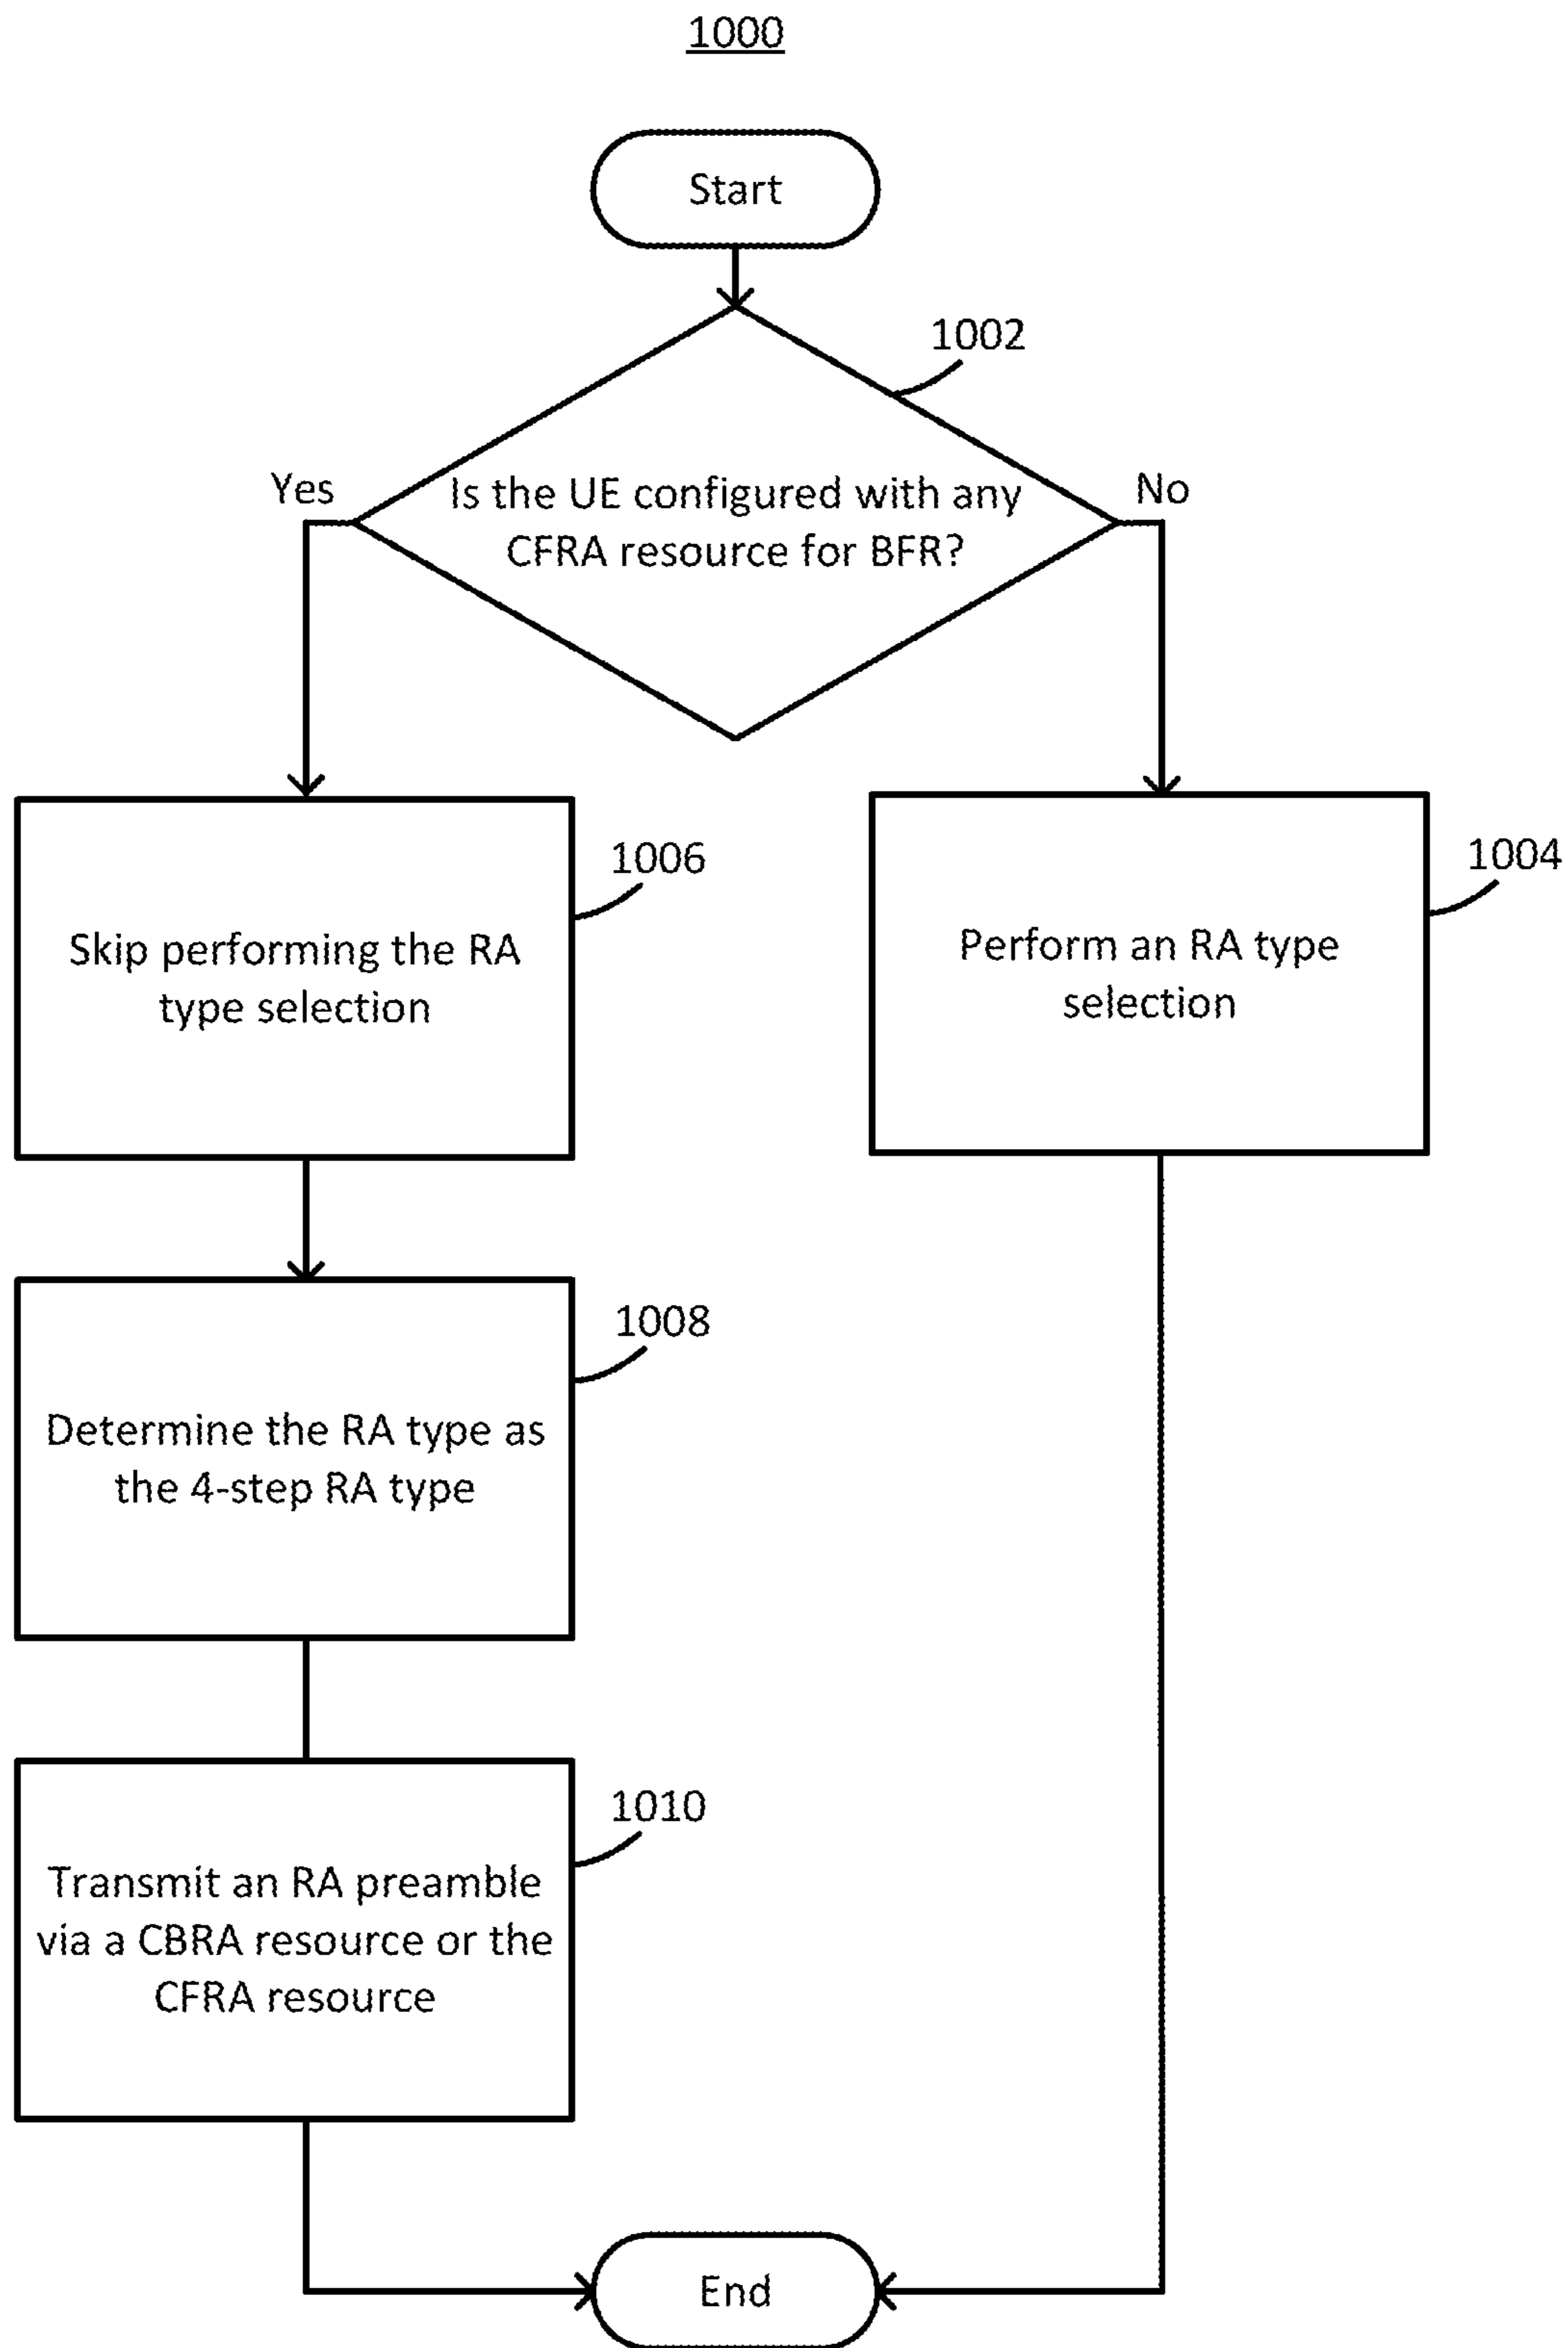 1000
Start
1002
Yes
Is the UE configured with any
CFRA resource for BFR?
No
1006
Skip performing the RA
type selection
1004
Perform an RA type
selection
1008
Determine the RA type as
the 4-step RA type
1010
Transmit an RA preamble
via a CBRA resource or the
CFRA resource
End